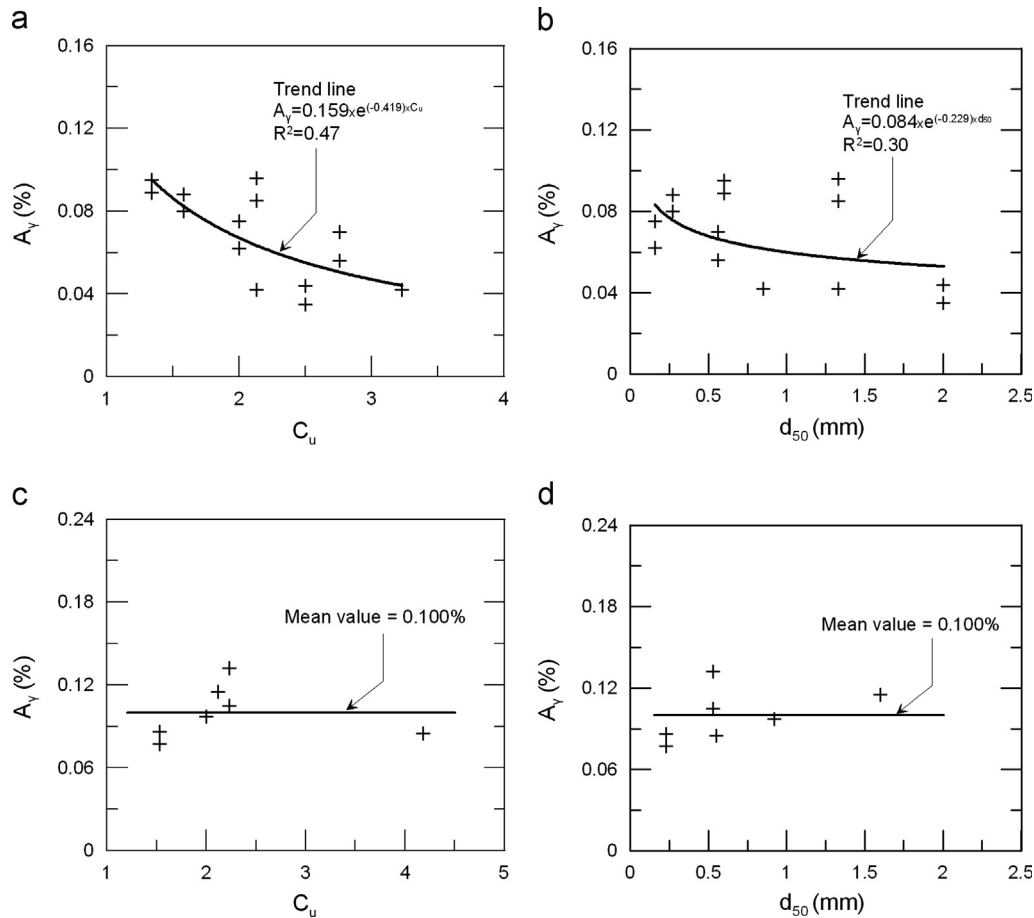 a
0.16
0.12
0.08
0.04
0
Aγ (%)
Trend line
Aγ=0.159xe(-0.419)xCu
R2=0.47
1
2
3
4
Cu
b
0.16
0.12
0.08
0.04
0
Aγ (%)
Trend line
Aγ=0.084xe(-0.229)xd50
R2=0.30
0
0.5
1
1.5
2
2.5
d50 (mm)
c
0.24
0.18
0.12
0.06
0
Aγ (%)
Mean value = 0.100%
1
2
3
4
5
Cu
d
0.24
0.18
0.12
0.06
0
Aγ (%)
Mean value = 0.100%
0
0.5
1
1.5
2
2.5
d50 (mm)